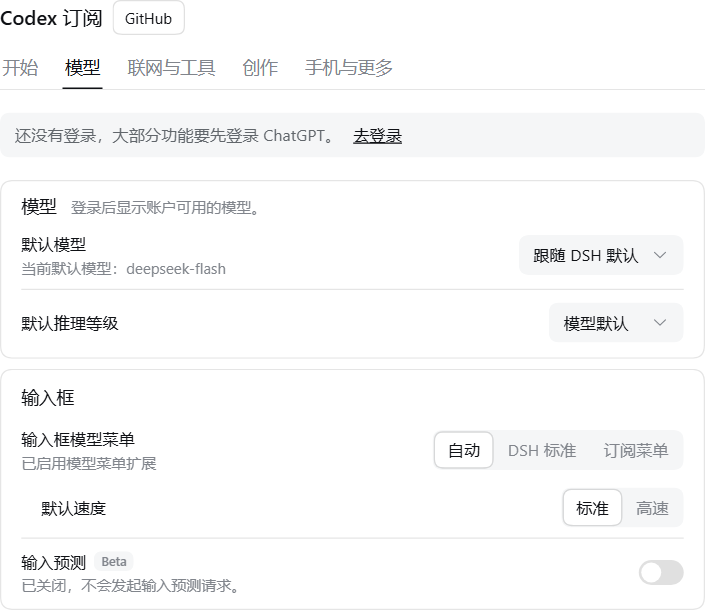 Codex 订阅 GitHub
开始 模型 联网与工具 创作 手机与更多
还没有登录，大部分功能要先登录 ChatGPT。 去登录
模型 登录后显示账户可用的模型。
默认模型
当前默认模型：deepseek-flash
跟随 DSH 默认
默认推理等级
模型默认
输入框
输入框模型菜单
已启用模型菜单扩展
自动 DSH 标准 订阅菜单
默认速度
标准 高速
输入预测 Beta
已关闭，不会发起输入预测请求。